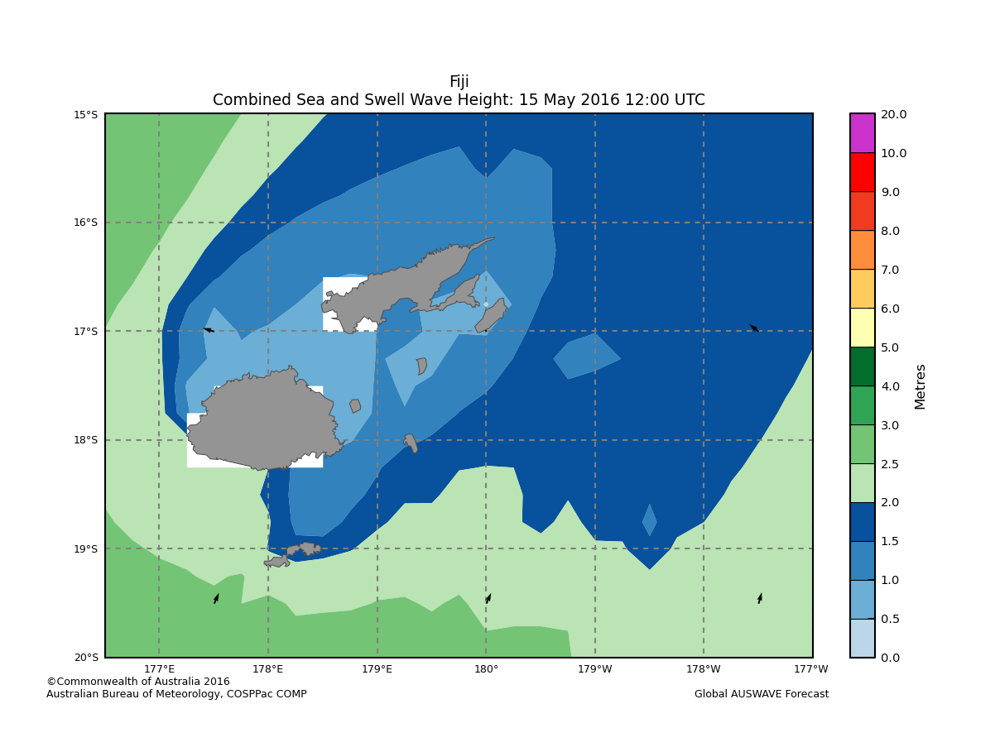 Fiji
Combined Sea and Swell Wave Height: 15 May 2016 12:00 UTC
15°S
16°S
17°S
18°S
19°S
20°S
177°E
178°E
179°E
180°
179°W
178°W
177°W
20.0
10.0
9.0
8.0
7.0
6.0
5.0
4.0
3.0
2.5
2.0
1.5
1.0
0.5
0.0
Metres
©Commonwealth of Australia 2016
Australian Bureau of Meteorology, COSPPac COMP
Global AUSWAVE Forecast